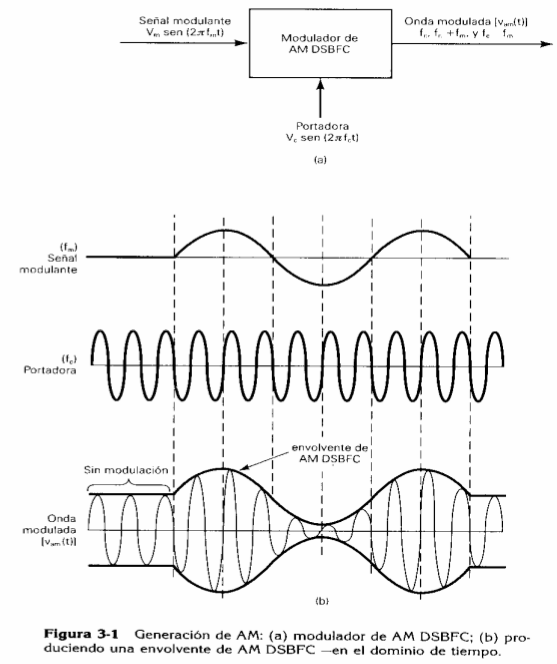 Señal modulante
Vm sen (2πfmt)
Modulador de
AM DSBFC
Onda modulada [vam(t)]
fc, fc + fm, y fc   fm
Portadora
Vc sen (2πfct)
(a)
(fm)
Señal
modulante
(fc)
Portadora
envolvente de
AM DSBFC
Sin modulación
Onda
modulada
[vam(t)]
(b)
Figura 3-1 Generación de AM: (a) modulador de AM DSBFC; (b) pro-
duciendo una envolvente de AM DSBFC —en el dominio de tiempo.